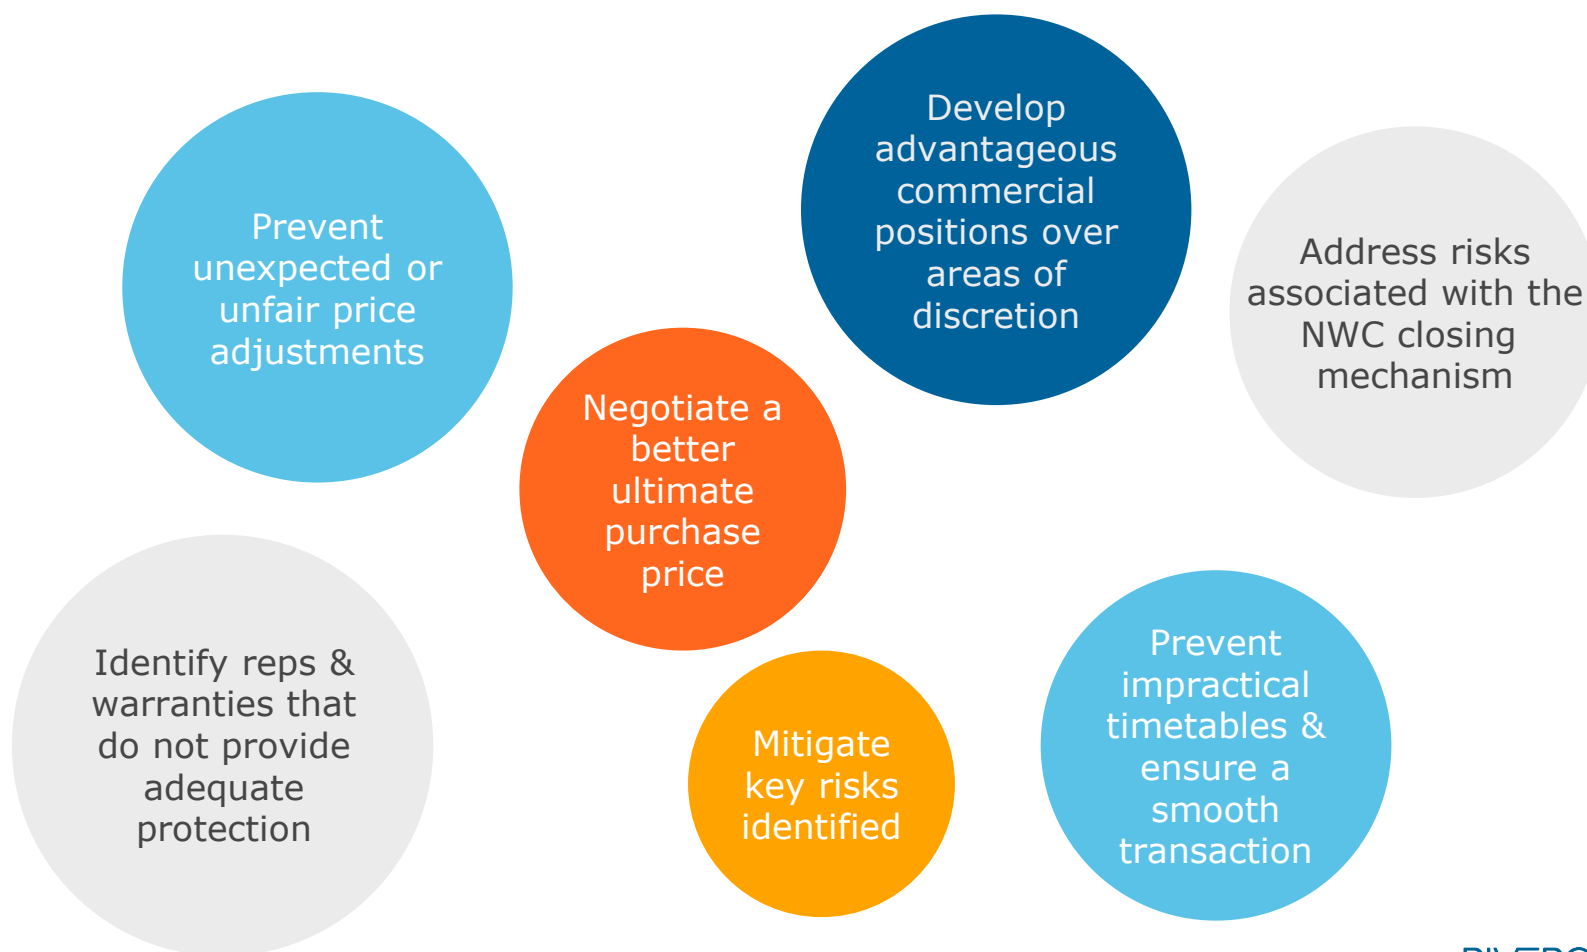 Develop
advantageous
commercial
positions over
areas of
discretion
Prevent
unexpected or
unfair price
adjustments
Address risks
associated with the
NWC closing
mechanism
Negotiate a
better
ultimate
purchase
price
Identify reps &
warranties that
do not provide
adequate
protection
Mitigate
key risks
identified
Prevent
impractical
timetables &
ensure a
smooth
transaction